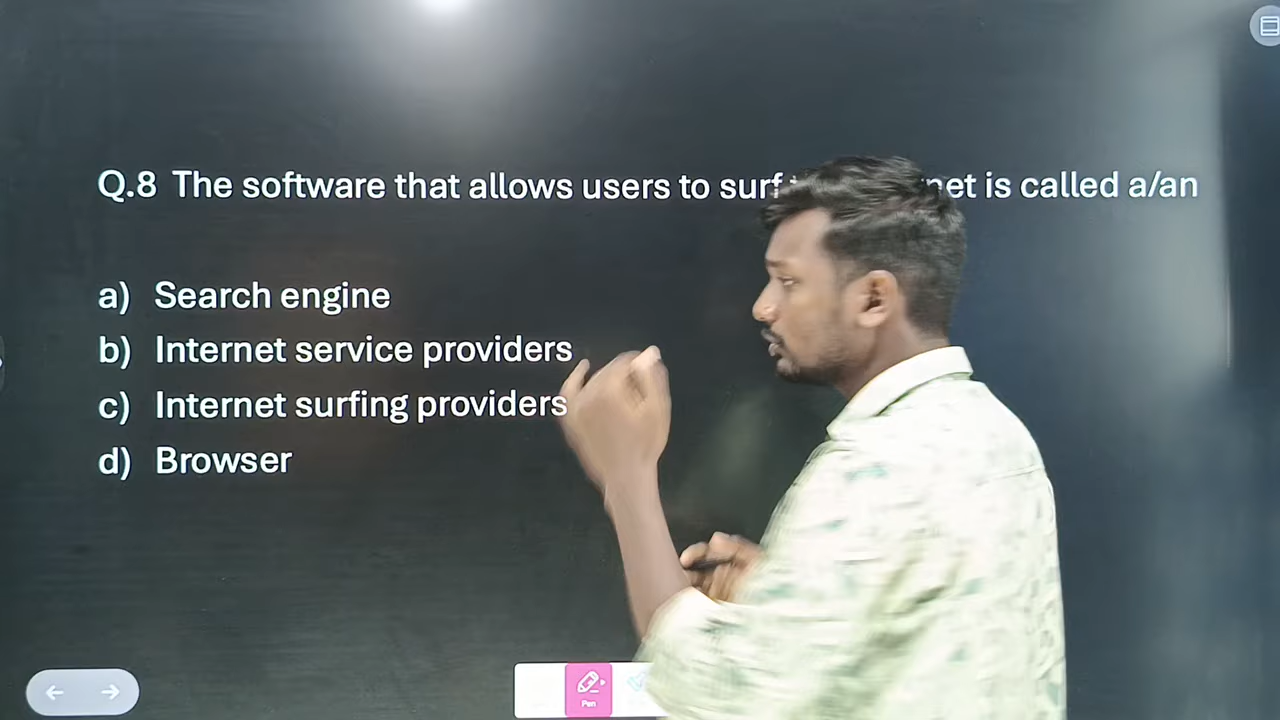 Q.8 The software that allows users to surf is called a/an
a) Search engine
b) Internet service providers
c) Internet surfing providers
d) Browser
Pen